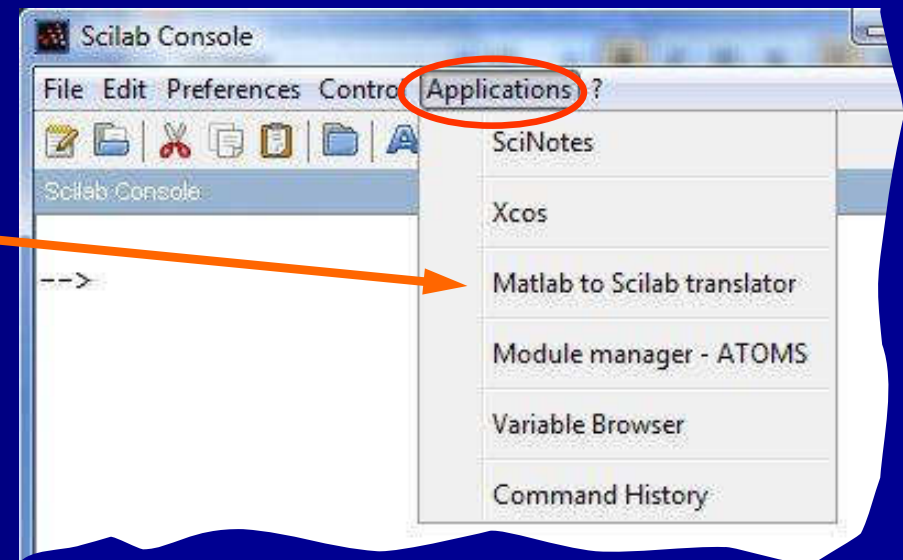 Scilab Console
File Edit Preferences Control Applications ?
Scilab Console
-->
SciNotes
Xcos
Matlab to Scilab translator
Module manager - ATOMS
Variable Browser
Command History